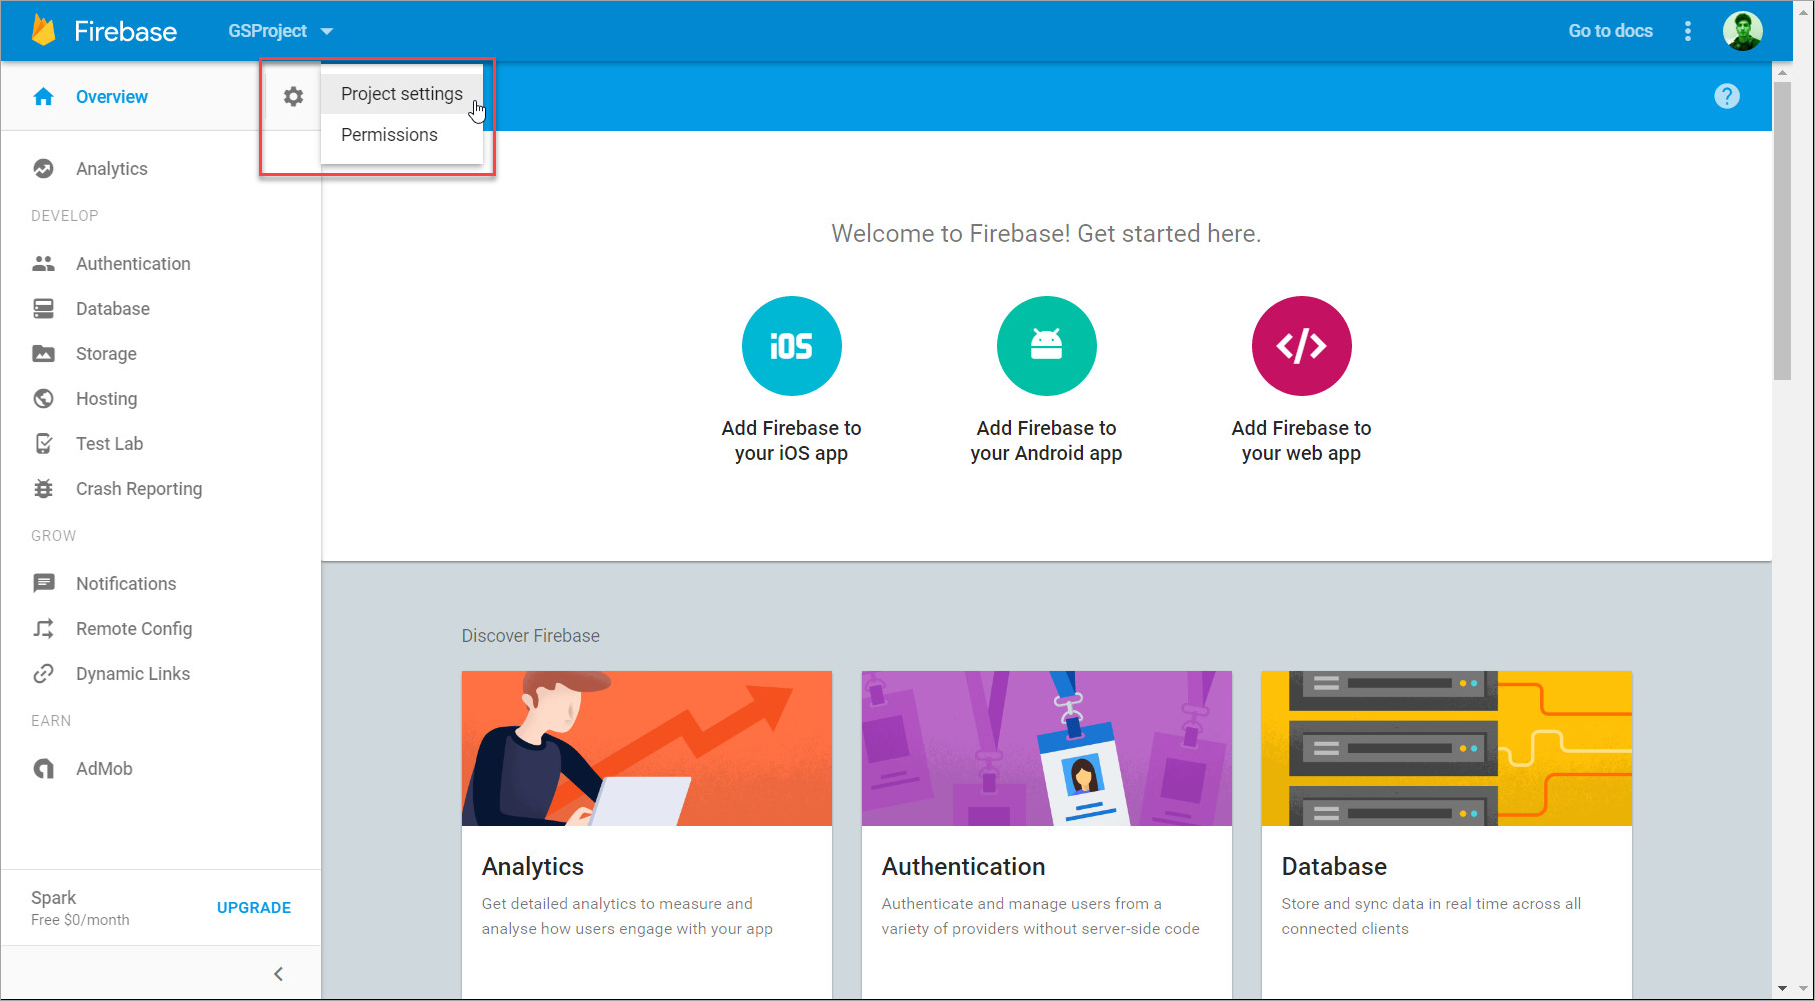 Firebase
GSProject
Go to docs
Overview
Project settings
Permissions
?
Analytics
DEVELOP
Authentication
Database
Storage
Hosting
Test Lab
Crash Reporting
GROW
Notifications
Remote Config
Dynamic Links
EARN
AdMob
Spark
Free $0/month
UPGRADE
Welcome to Firebase! Get started here.
iOS
</>
Add Firebase to
your iOS app
Add Firebase to
your Android app
Add Firebase to
your web app
Discover Firebase
Analytics
Get detailed analytics to measure and
analyse how users engage with your app
Authentication
Authenticate and manage users from a
variety of providers without server-side code
Database
Store and sync data in real time across all
connected clients